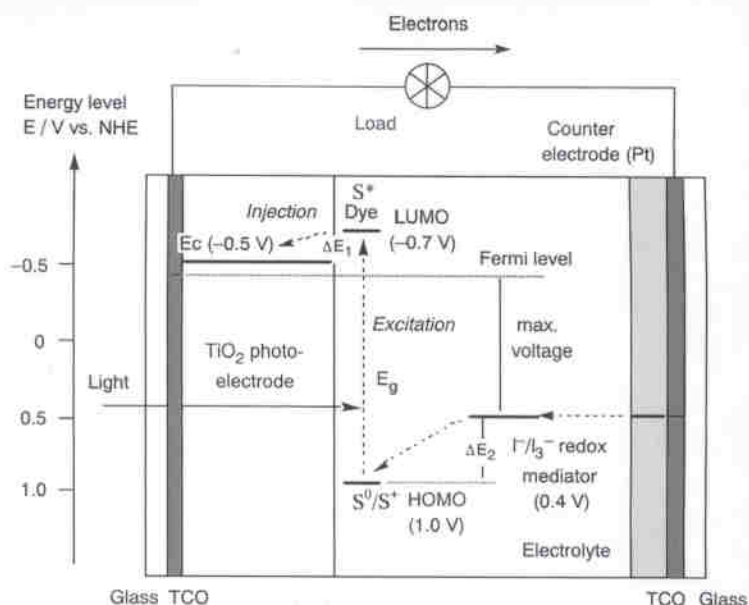 Electrons
Energy level
E / V vs. NHE
Load
Counter
electrode (Pt)
S*
Injection
Dye
LUMO
Ec (–0.5 V)
ΔE1
(–0.7 V)
–0.5
Fermi level
0
Excitation
max.
voltage
TiO2 photo-
electrode
Light
Eg
0.5
ΔE2
I–/I3– redox
mediator
(0.4 V)
1.0
S0/S+
HOMO
(1.0 V)
Electrolyte
Glass TCO
TCO Glass